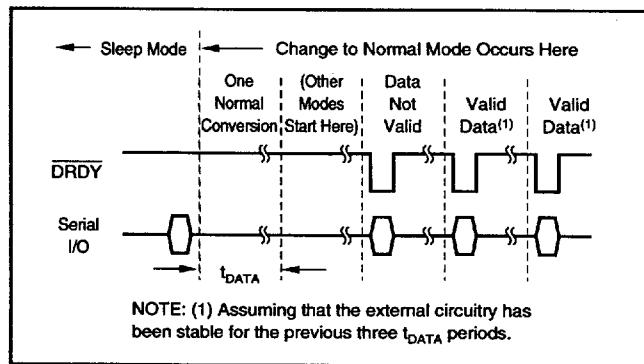 Sleep Mode
Change to Normal Mode Occurs Here
One
Normal
Conversion
(Other
Modes
Start Here)
Data
Not
Valid
Valid
Data(1)
Valid
Data(1)
DRDY
Serial
I/O
tDATA
NOTE: (1) Assuming that the external circuitry has
been stable for the previous three tDATA periods.